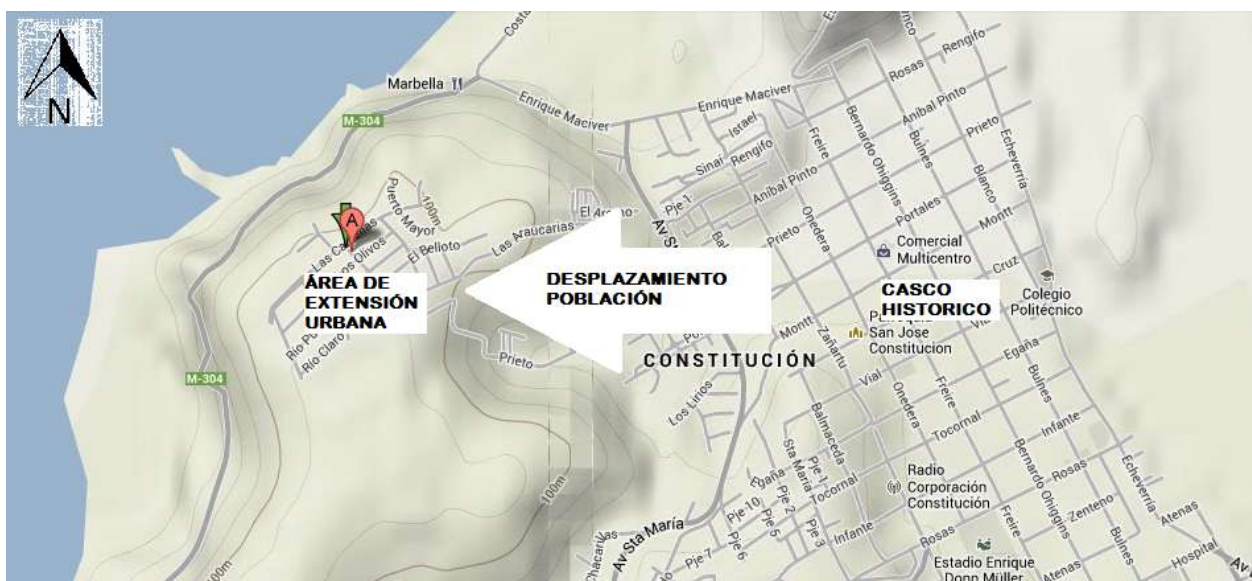 N
Marbella
M-304
Costa
Enrique Maciver
Enrique Maciver
Rosas
Rengifo
Aníbal Pinto
Prieto
Israel
Sinaí
Rengifo
Aníbal Pinto
Pje 1
Freire
Bernardo Ohiggins
Bulnes
Blanco
Echeverría
Puerto Mayor
100m
A
El Belloto
Las Araucarias
Prieto
Onedera
Portales
Montt
Cruz
Comercial
Multicentro
Colegio
Politécnico
ÁREA DE
EXTENSIÓN
URBANA
DESPLAZAMIENTO
POBLACIÓN
CASCO
HISTORICO
San Jose
Constitucion
Río Claro
M-304
Prieto
CONSTITUCIÓN
Montt
Zañartu
Vial
Egaña
Los Lirios
Balmaceda
Onedera
Freire
Tocornal
Infante
Bulnes
Rosas
Sta Maria
Pje 1
Egaña
Tocornal
Radio
Corporación
Constitución
Bernardo Ohiggins
Echeverría
Zenteno
Atenas
100m
Pje 10
Pje 2
Pje 5
Pje 3
Infante
Av Sta María
Pje 7
Pje 6
Rosas
Freire
Estadio Enrique
Donn Müller
Atenas
Bulnes
Hospital
100m